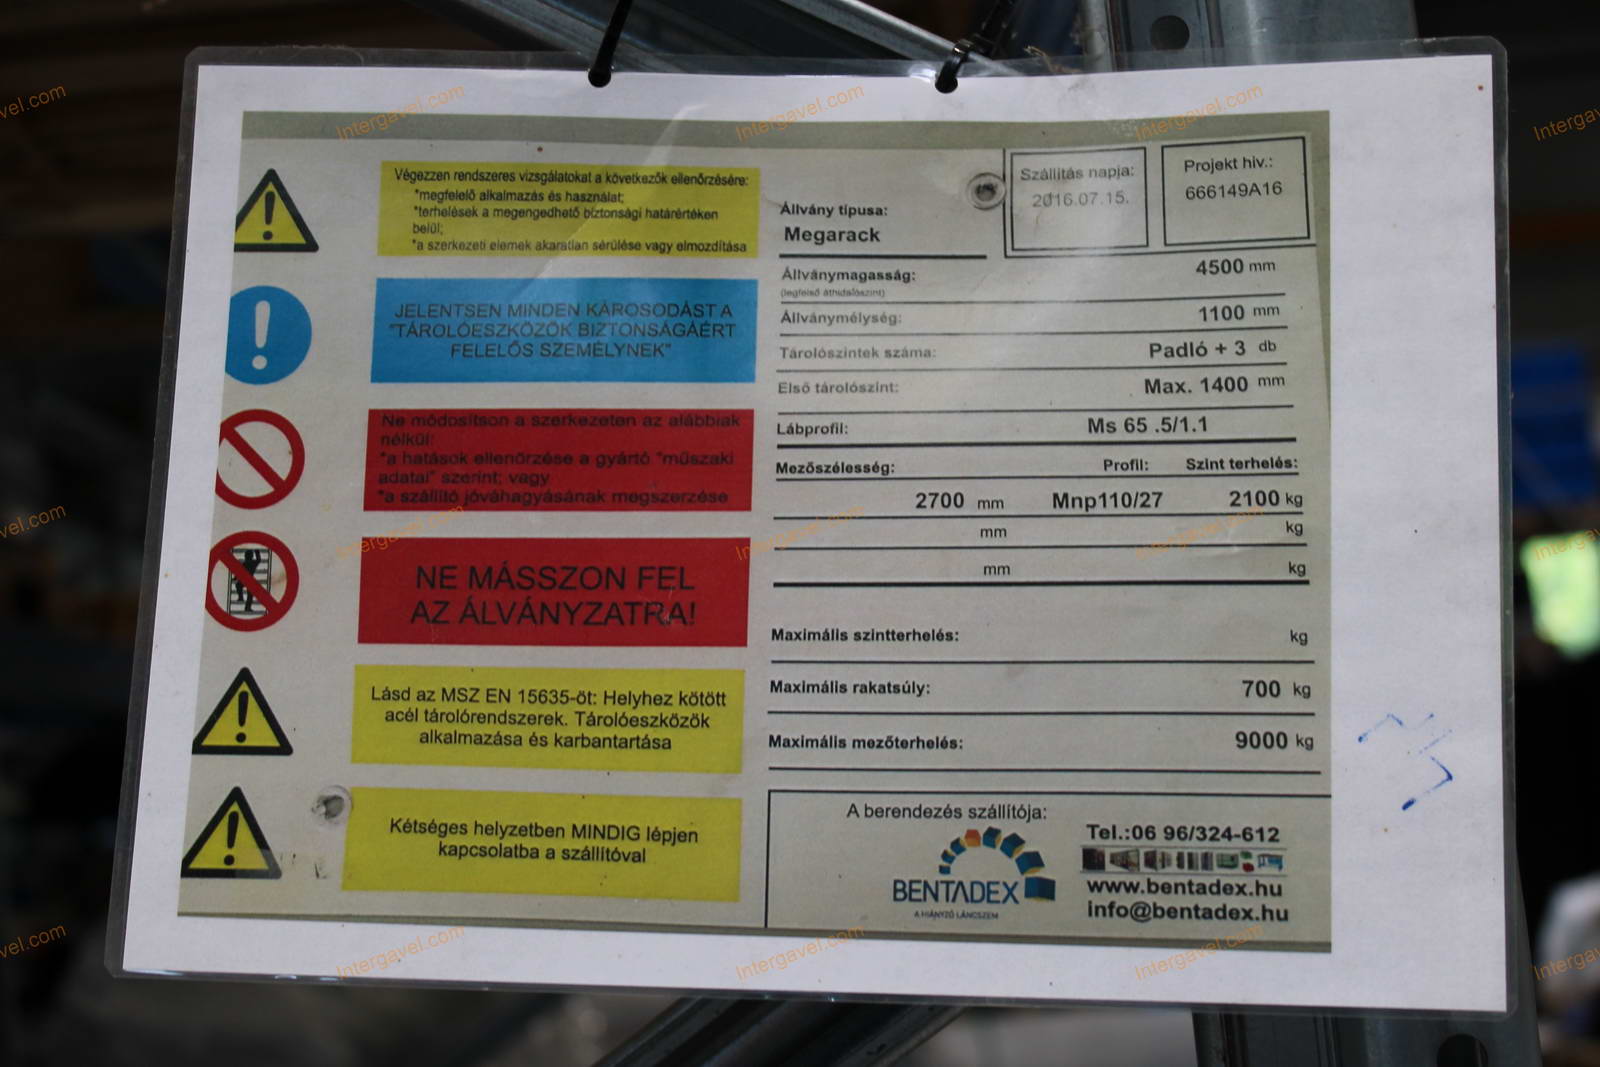 Végezzen rendszeres vizsgálatokat a következők ellenőrzésére:
*megfelelő alkalmazás és használat;
*terhelések a megengedhető biztonsági határértéken
belül;
*a szerkezeti elemek akaratlan sérülése vagy elmozdítása
JELENTSEN MINDEN KÁROSODÁST A
"TÁROLÓESZKÖZÖK BIZTONSÁGÁÉRT
FELELŐS SZEMÉLYNEK"
Ne módosítson a szerkezeten az alábbiak
nélkül:
*a hatások ellenőrzése a gyártó "műszaki
adatai" szerint; vagy
*a szállító jóváhagyásának megszerzése
NE MÁSSZON FEL
AZ ÁLVÁNYZATRA!
Lásd az MSZ EN 15635-öt: Helyhez kötött
acél tárolórendszerek. Tárolóeszközök
alkalmazása és karbantartása
Kétséges helyzetben MINDIG lépjen
kapcsolatba a szállítóval
Állvány típusa:
Megarack
Szállítás napja:
2016.07.15.
Projekt hiv.:
666149A16
Állványmagasság: 4500 mm
(legfelső áthidalószint)
Állványmélység: 1100 mm
Tárolószintek száma: Padló + 3 db
Első tárolószint: Max. 1400 mm
Lábprofil: Ms 65 .5/1.1
Mezőszélesség: Profil: Szint terhelés:
2700 mm Mnp110/27 2100 kg
mm kg
mm kg
Maximális szintterhelés: kg
Maximális rakatsúly: 700 kg
Maximális mezőterhelés: 9000 kg
A berendezés szállítója:
BENTADEX
A HIÁNYZÓ LÁNCSZEM
Tel.:06 96/324-612
www.bentadex.hu
info@bentadex.hu
Intergavel.com